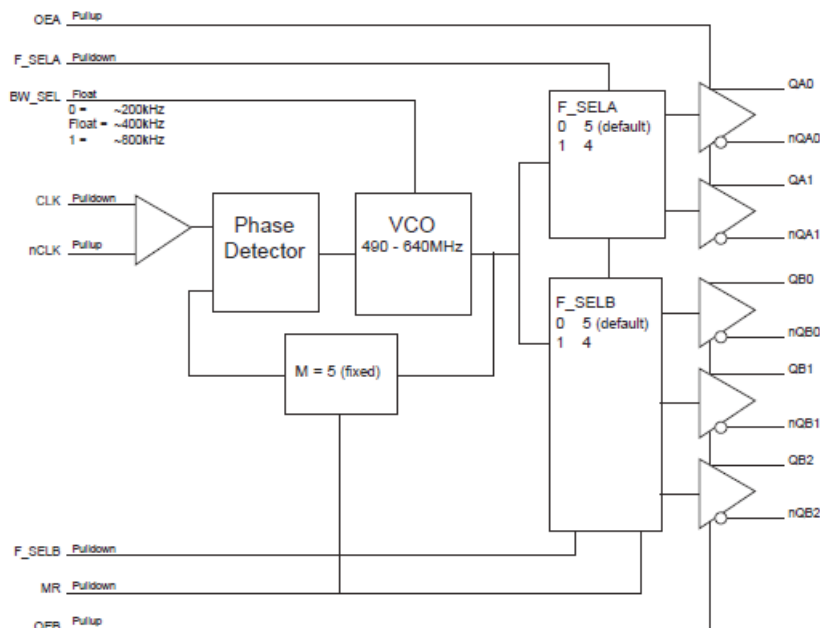 OEA Pullup
F_SELA Pulldown
BW_SEL Float
0 = ~200kHz
Float = ~400kHz
1 = ~800kHz
CLK Pulldown
nCLK Pullup
Phase
Detector
VCO
490 - 640MHz
M = 5 (fixed)
F_SELA
0 5 (default)
1 4
F_SELB
0 5 (default)
1 4
QA0
nQA0
QA1
nQA1
QB0
nQB0
QB1
nQB1
QB2
nQB2
F_SELB Pulldown
MR Pulldown
OEB Pullup